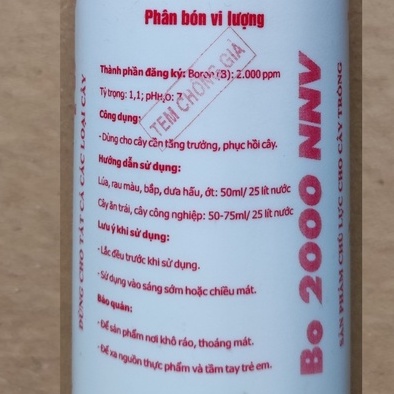 Phân bón vi lượng
Thành phần đăng ký: Boron (B): 2.000 ppm
Tỷ trọng: 1,1; pHH₂O: 7
TEM CHỐNG GIẢ
Công dụng:
-Dùng cho cây cần tăng trưởng, phục hồi cây.
Hướng dẫn sử dụng:
Lúa, rau màu, bắp, dưa hấu, ớt: 50ml/ 25 lít nước
Cây ăn trái, cây công nghiệp: 50-75ml/ 25 lít nước
Lưu ý khi sử dụng:
-Lắc đều trước khi sử dụng.
-Sử dụng vào sáng sớm hoặc chiều mát.
Bảo quản:
-Để sản phẩm nơi khô ráo, thoáng mát.
-Để xa nguồn thực phẩm và tầm tay trẻ em.
DÙNG CHO TẤT CẢ CÁC LOẠI CÂY
Bo 2000 NNV
SẢN PHẨM CHỦ LỰC CHO CÂY TRỒNG